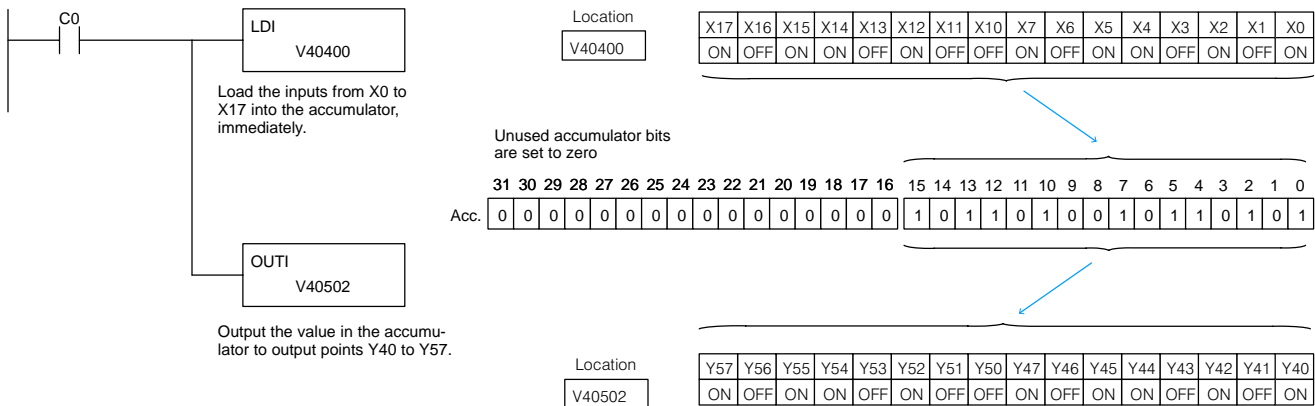 C0
LDI
V40400
Load the inputs from X0 to
X17 into the accumulator,
immediately.
Location
V40400
X17 X16 X15 X14 X13 X12 X11 X10 X7 X6 X5 X4 X3 X2 X1 X0
ON OFF ON ON OFF ON OFF OFF ON OFF ON ON OFF ON OFF ON
Unused accumulator bits
are set to zero
31 30 29 28 27 26 25 24 23 22 21 20 19 18 17 16 15 14 13 12 11 10 9 8 7 6 5 4 3 2 1 0
Acc. 0 0 0 0 0 0 0 0 0 0 0 0 0 0 0 0 1 0 1 1 0 1 0 0 1 0 1 1 0 1 0 1
OUTI
V40502
Output the value in the accumu-
lator to output points Y40 to Y57.
Location
V40502
Y57 Y56 Y55 Y54 Y53 Y52 Y51 Y50 Y47 Y46 Y45 Y44 Y43 Y42 Y41 Y40
ON OFF ON ON OFF ON OFF OFF ON OFF ON ON OFF ON OFF ON